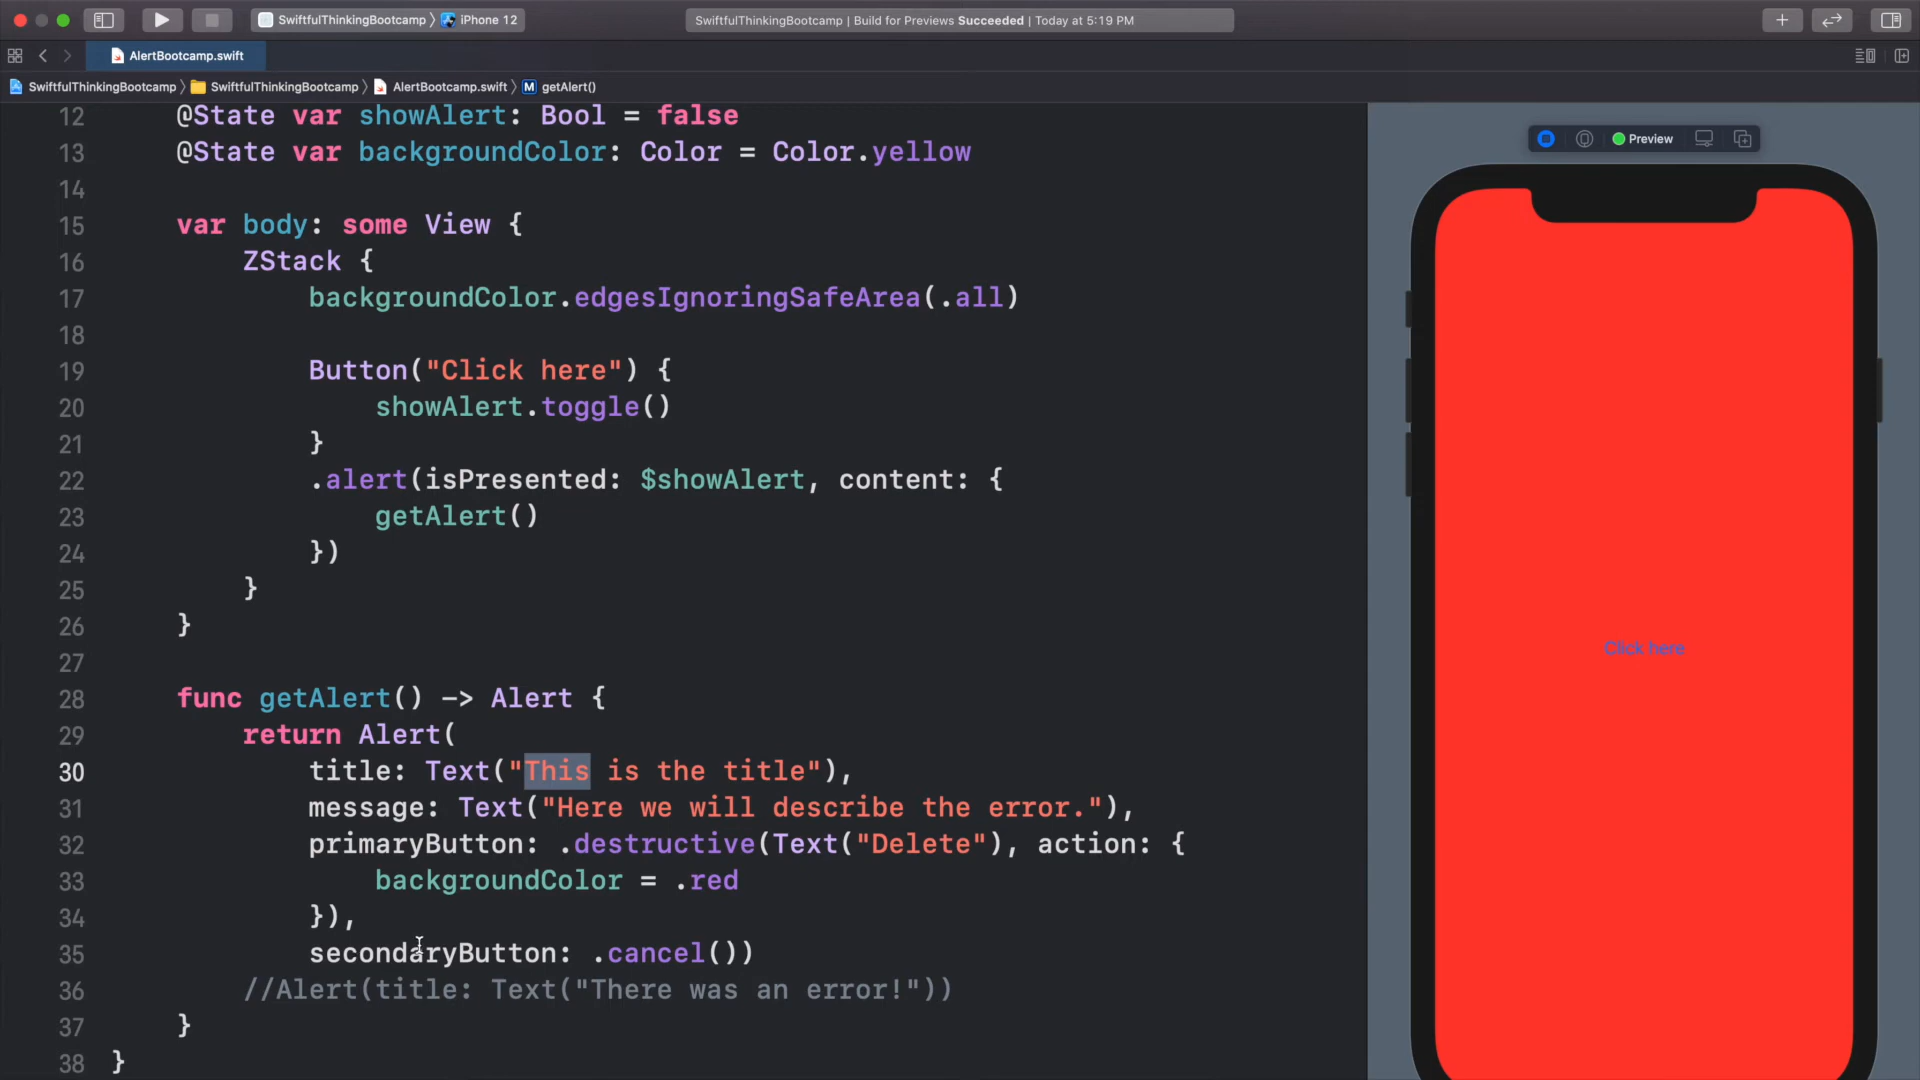 SwiftfulThinkingBootcamp 〉 iPhone 12
SwiftfulThinkingBootcamp | Build for Previews Succeeded | Today at 5:19 PM
AlertBootcamp.swift
SwiftfulThinkingBootcamp 〉 SwiftfulThinkingBootcamp 〉 AlertBootcamp.swift 〉 M getAlert()
12 @State var showAlert: Bool = false
13 @State var backgroundColor: Color = Color.yellow
14
15 var body: some View {
16 ZStack {
17 backgroundColor.edgesIgnoringSafeArea(.all)
18
19 Button("Click here") {
20 showAlert.toggle()
21 }
22 .alert(isPresented: $showAlert, content: {
23 getAlert()
24 })
25 }
26 }
27
28 func getAlert() -> Alert {
29 return Alert(
30 title: Text("This is the title"),
31 message: Text("Here we will describe the error."),
32 primaryButton: .destructive(Text("Delete"), action: {
33 backgroundColor = .red
34 }),
35 secondaryButton: .cancel())
36 //Alert(title: Text("There was an error!"))
37 }
38 }
Preview
Click here